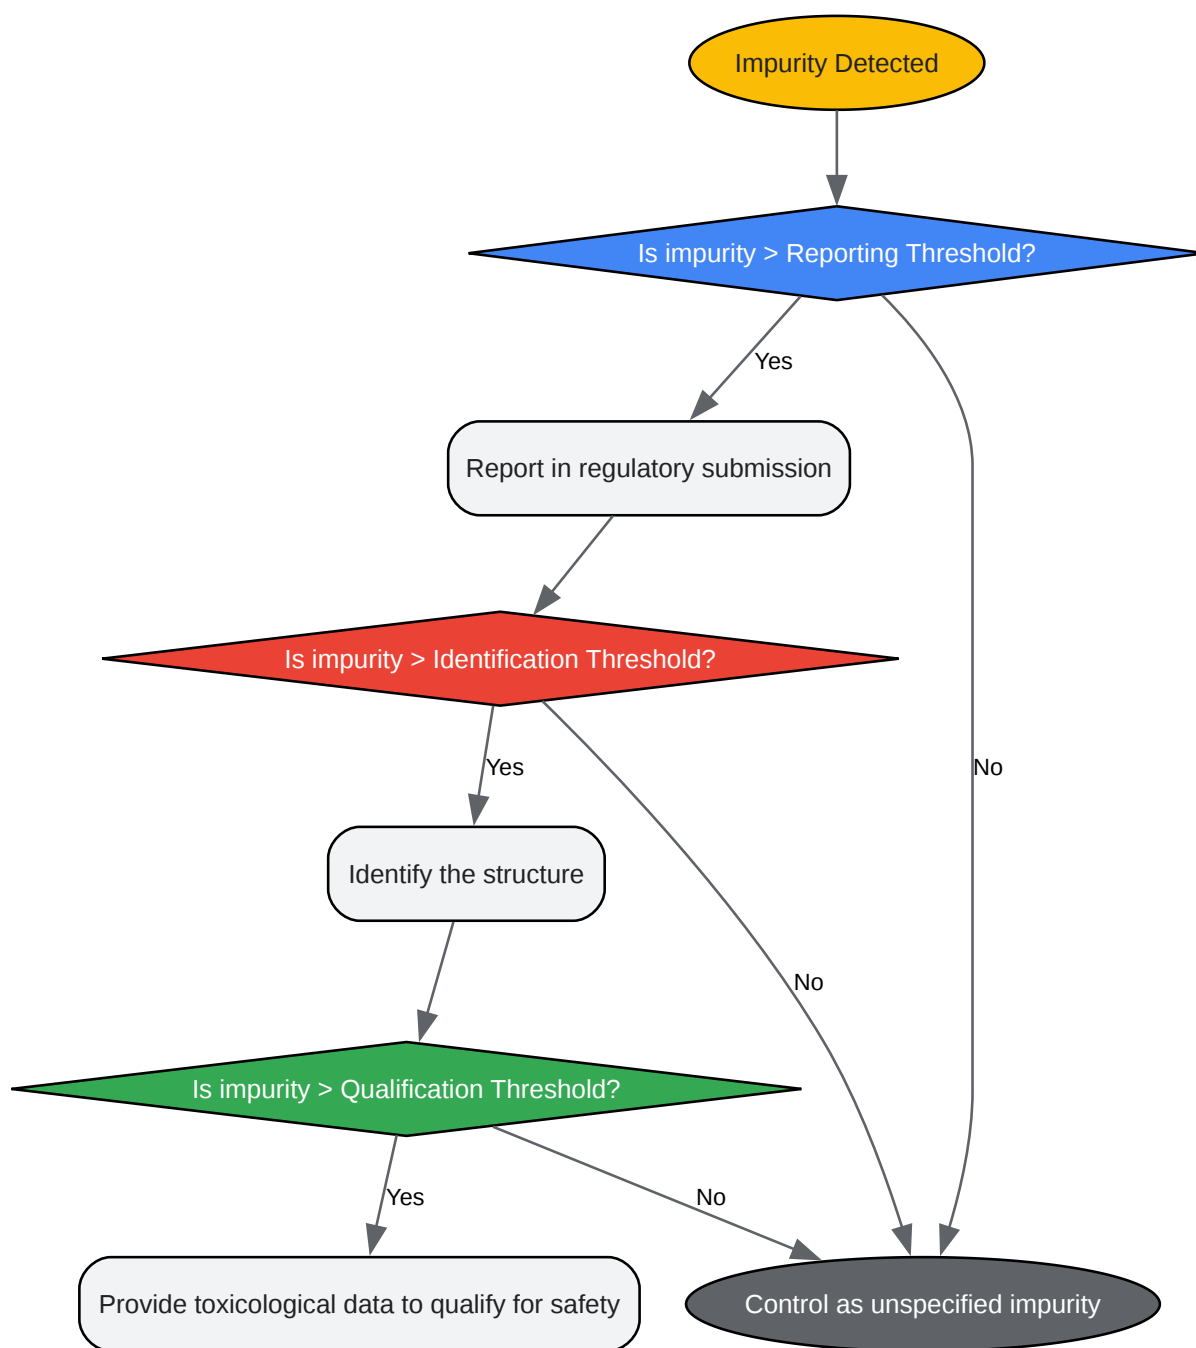 Impurity Detected
Is impurity > Reporting Threshold?
Yes
Report in regulatory submission
Is impurity > Identification Threshold?
Yes
No
Identify the structure
No
Is impurity > Qualification Threshold?
Yes
No
Provide toxicological data to qualify for safety
Control as unspecified impurity